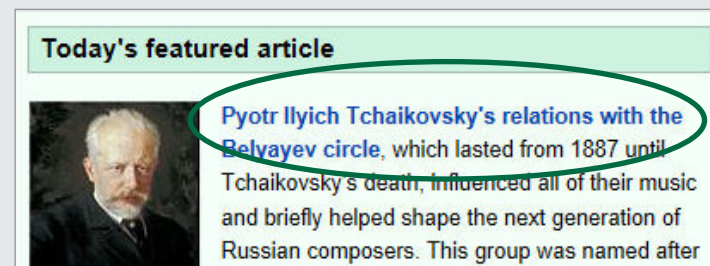 Today's featured article
Pyotr Ilyich Tchaikovsky's relations with the
Belyayev circle, which lasted from 1887 until
Tchaikovsky's death, influenced all of their music
and briefly helped shape the next generation of
Russian composers. This group was named after